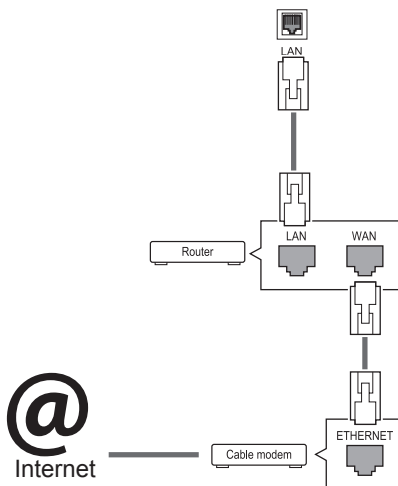 LAN
LAN WAN
Router
ETHERNET
@
Internet
Cable modem